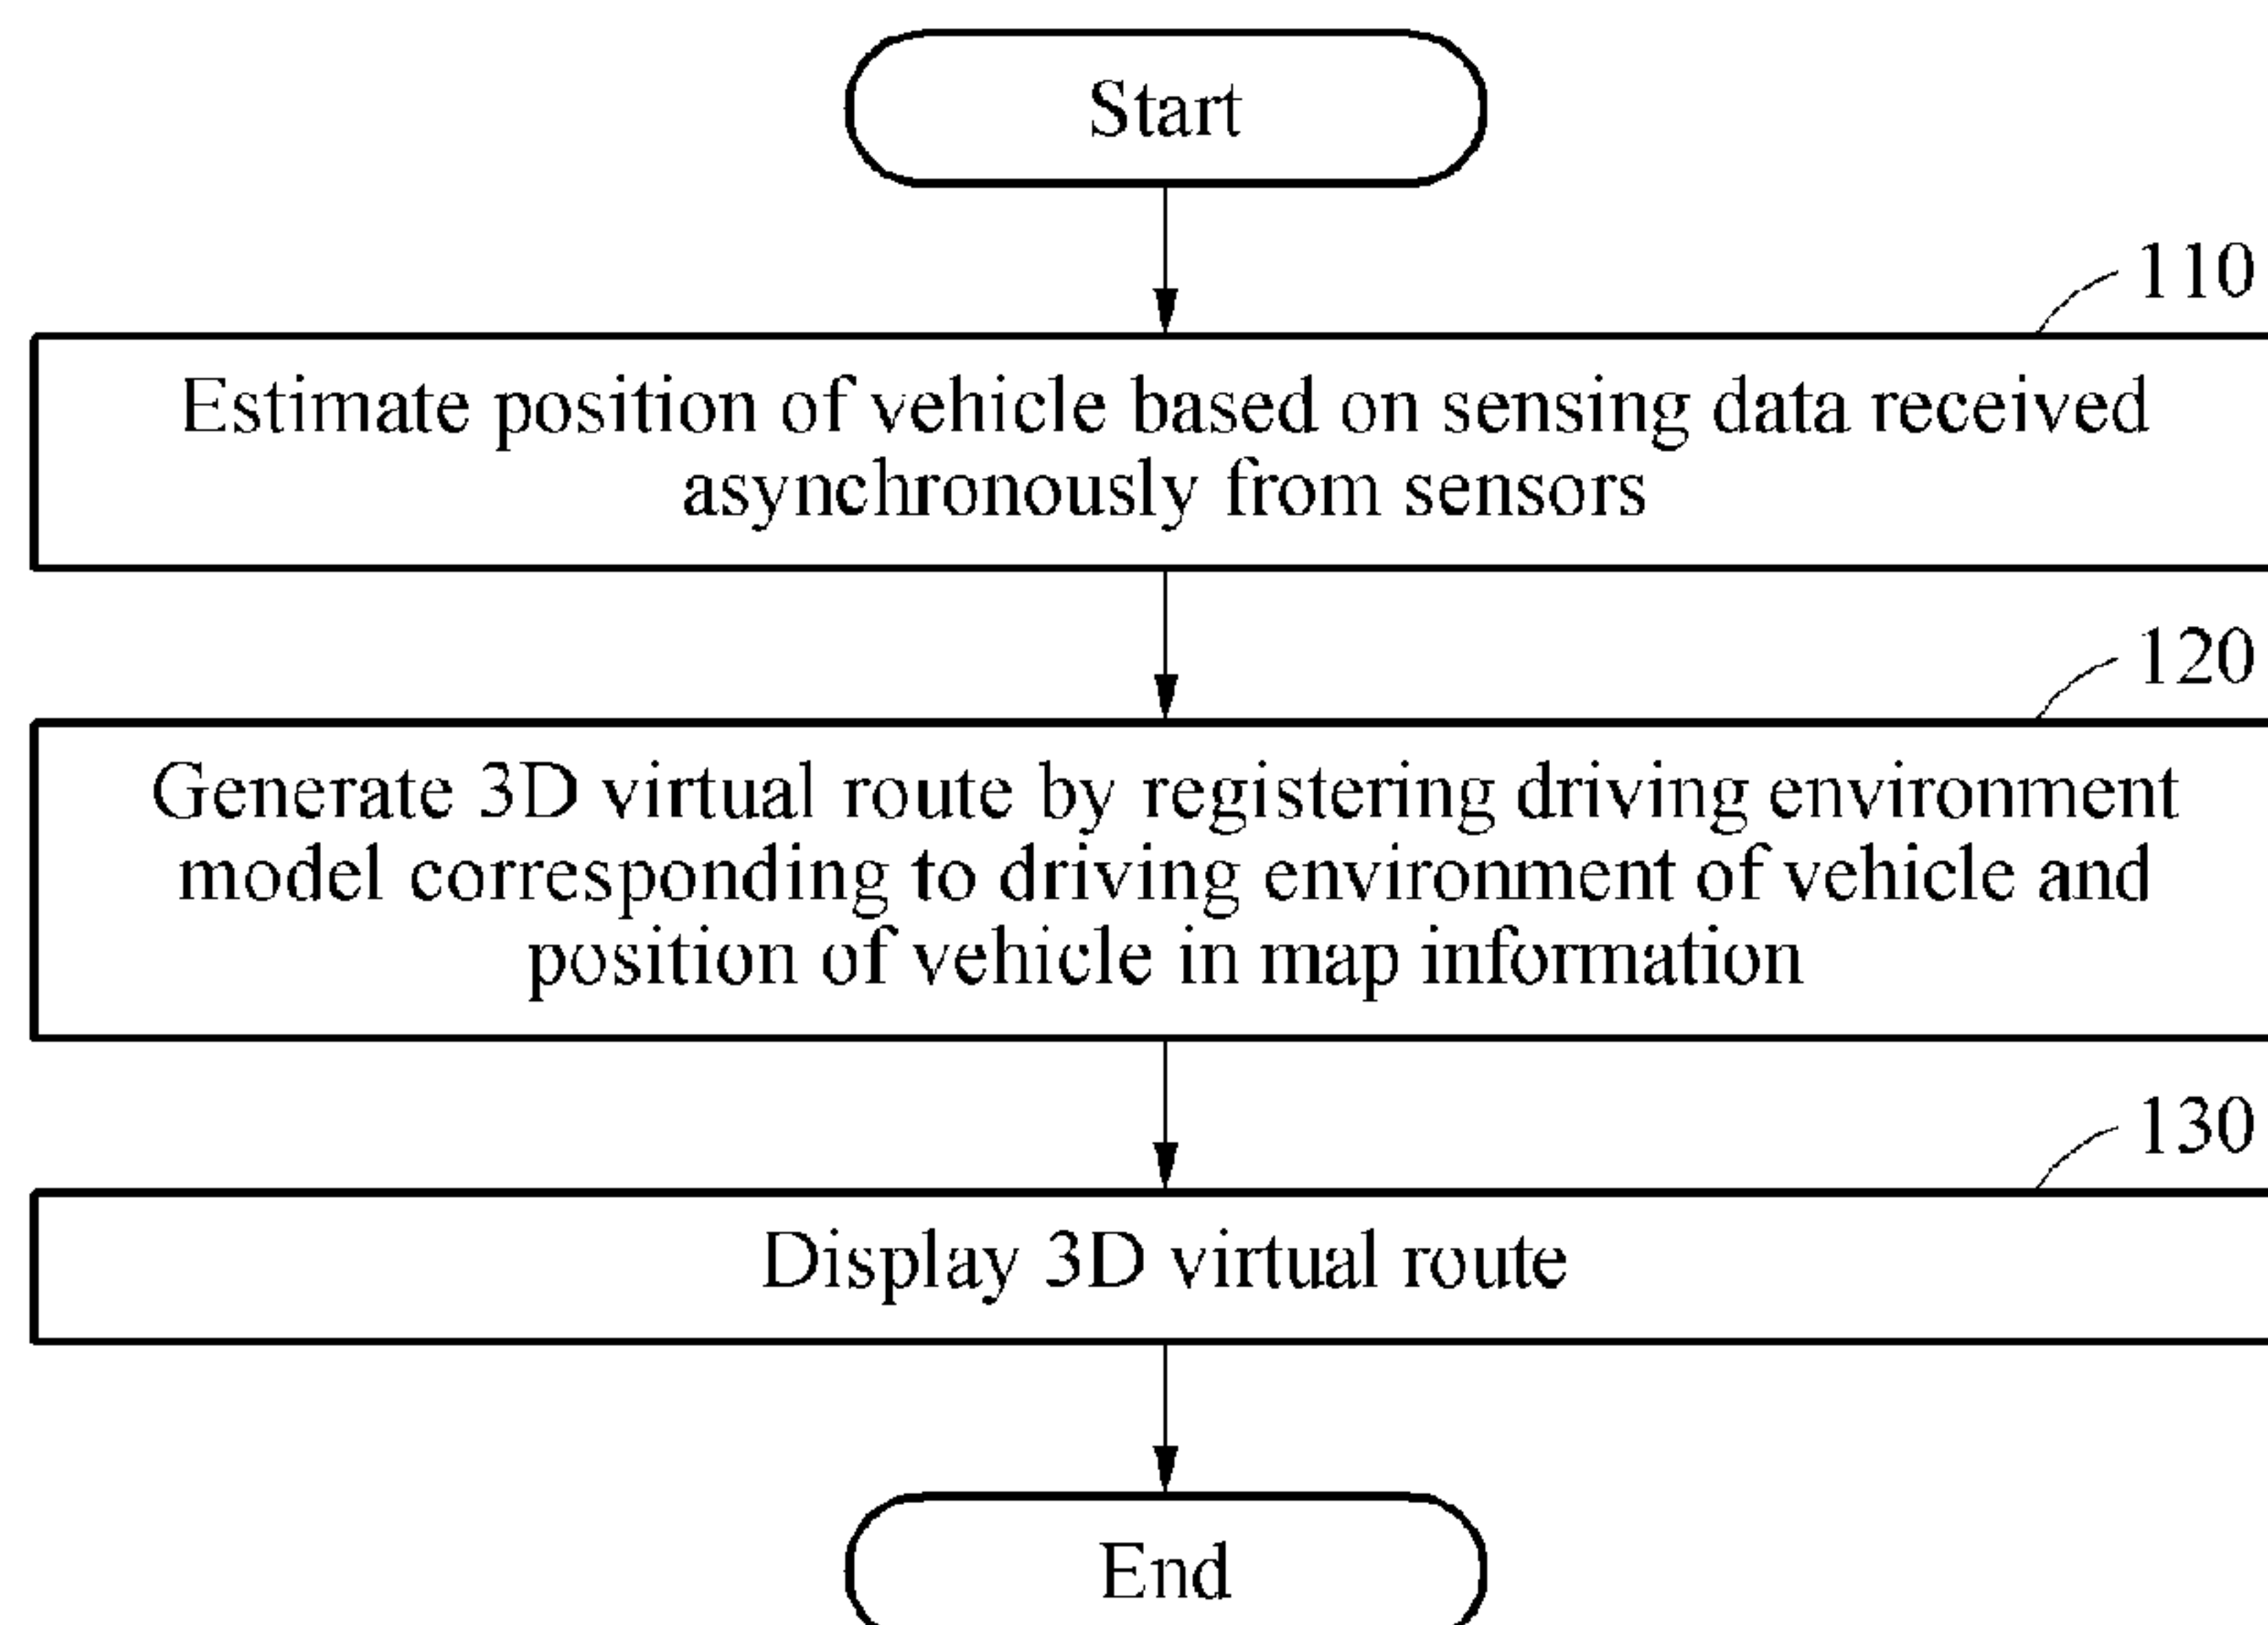 Start
110
Estimate position of vehicle based on sensing data received
asynchronously from sensors
120
Generate 3D virtual route by registering driving environment
model corresponding to driving environment of vehicle and
position of vehicle in map information
130
Display 3D virtual route
End